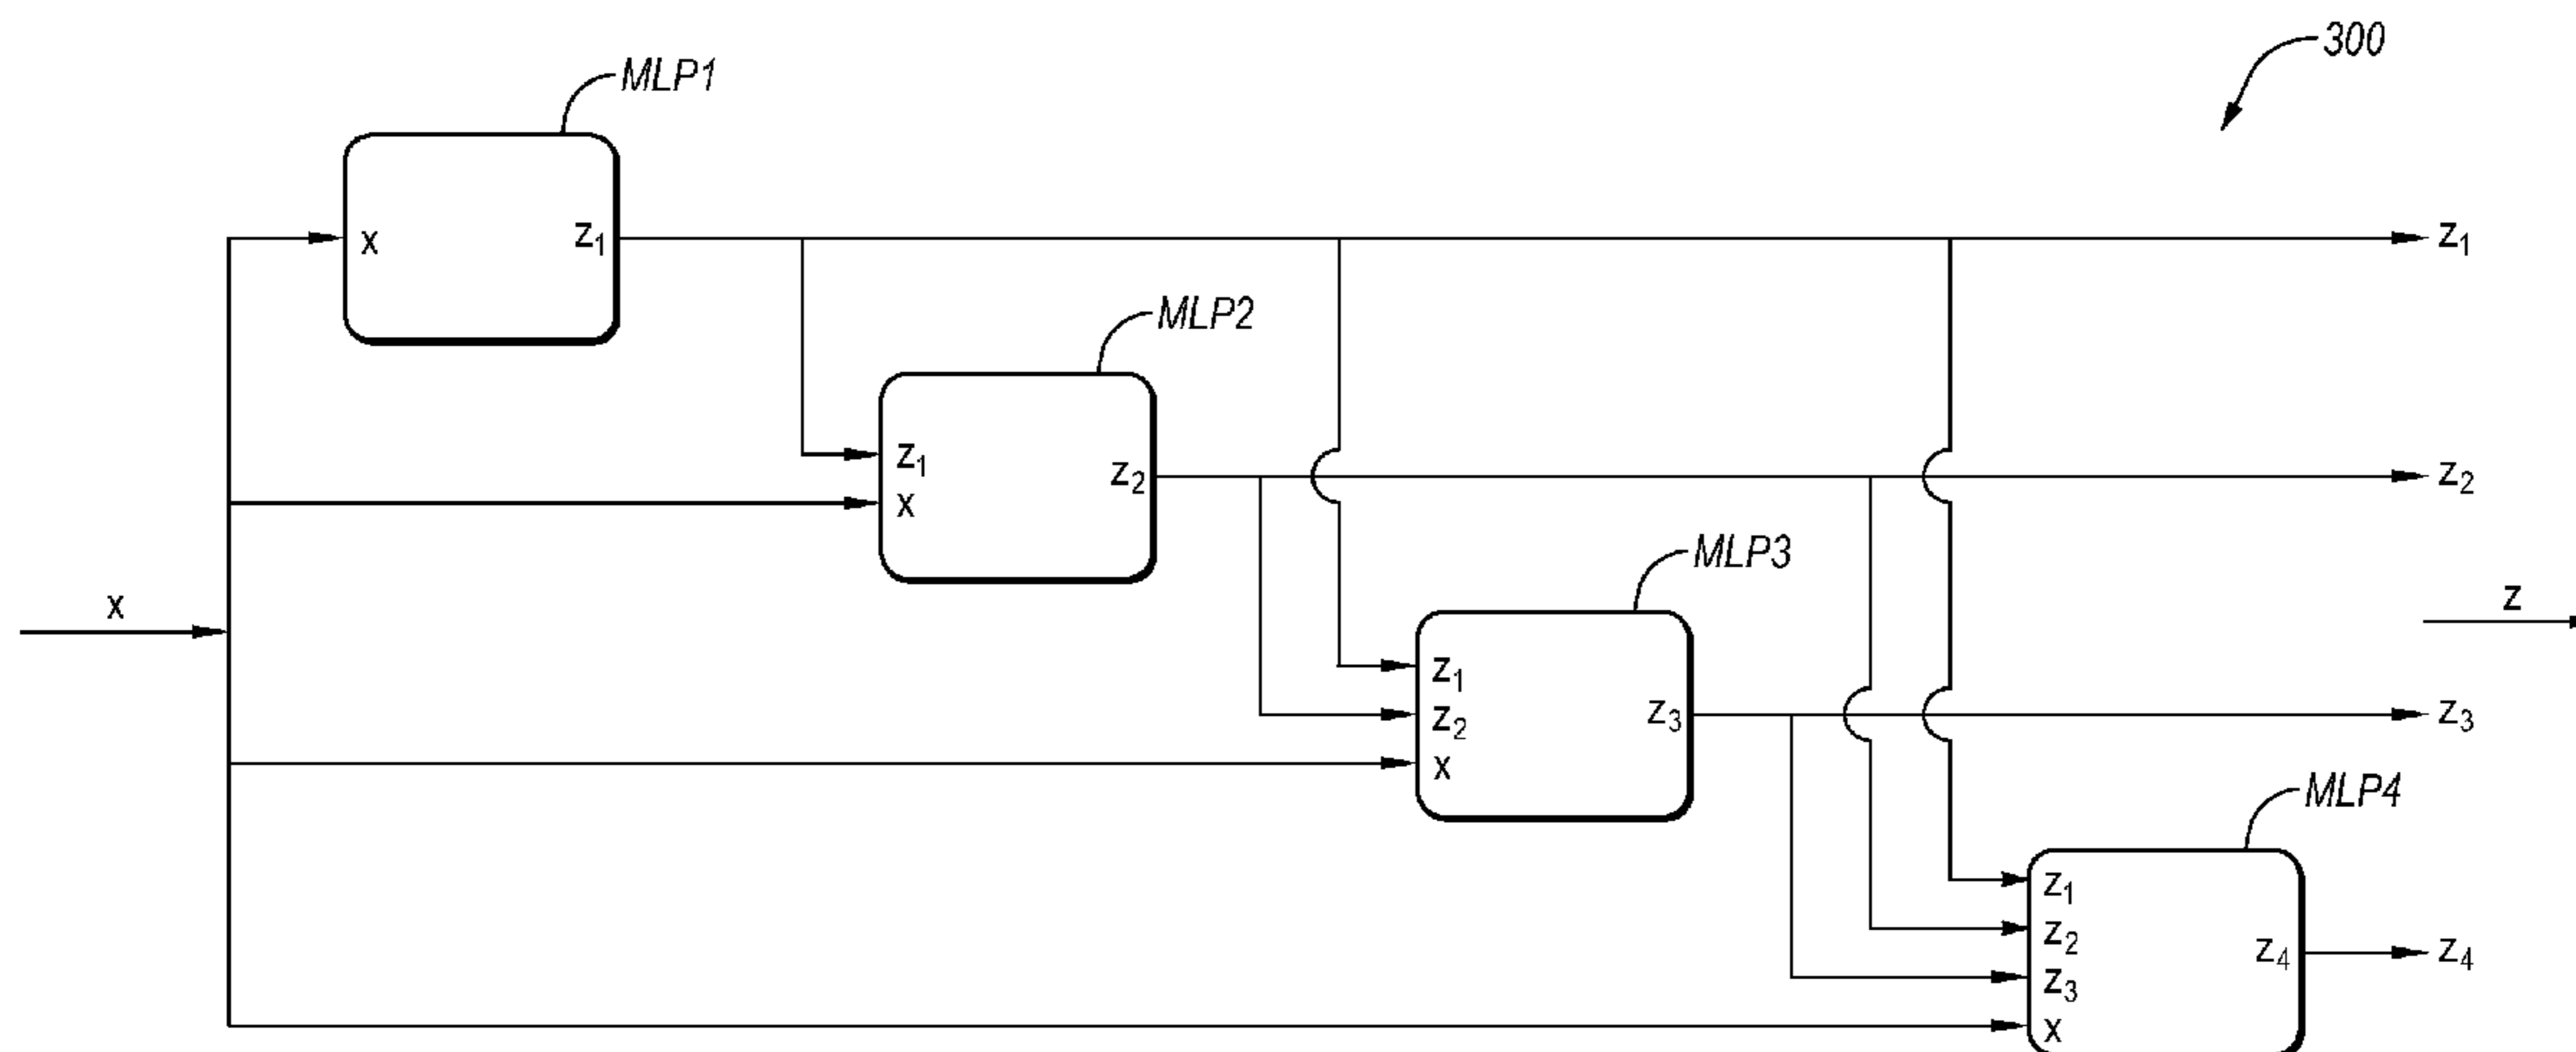 300
MLP1
x z₁ z₁
MLP2
z₁
x z₂ z₂
MLP3
x z
z₁
z₂ z₃ z₃
x
MLP4
z₁
z₂
z₄ z₄
z₃
x